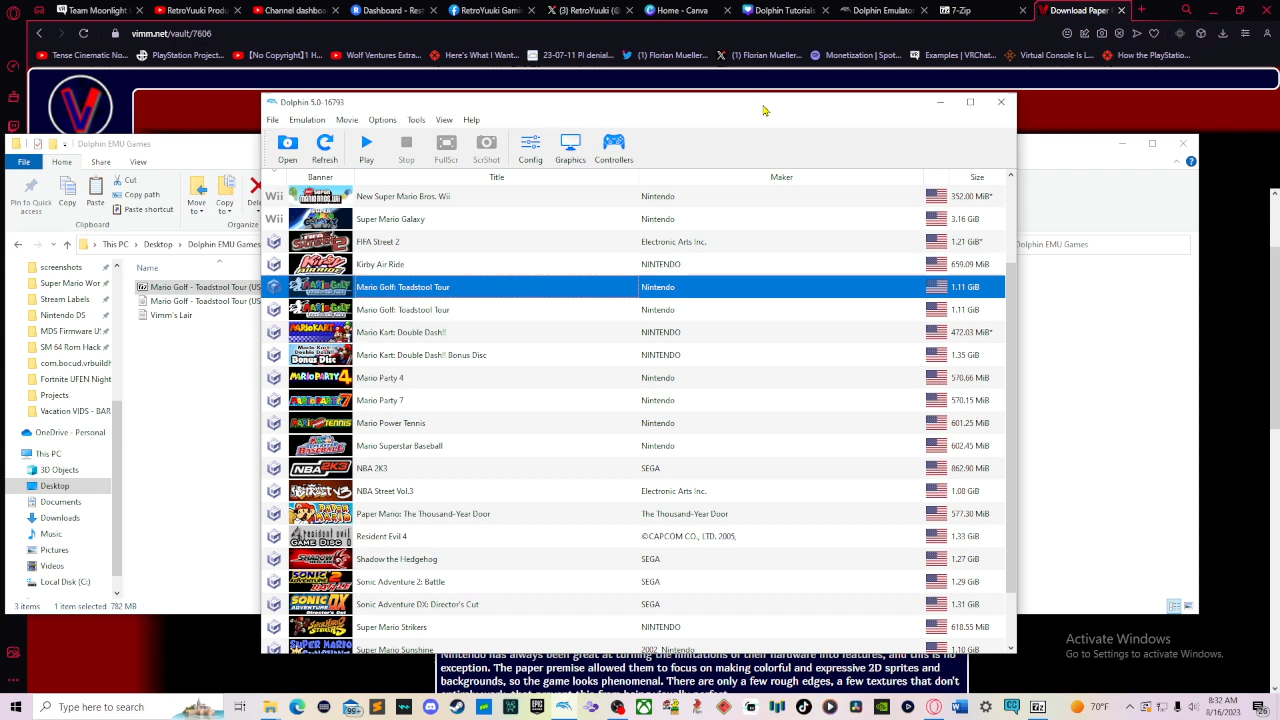 Team Moonlight
RetroYuuki Produ
Channel dashboar
Dashboard - Rest
RetroYuuki Gamin
(3) RetroYuuki
Home - Canva
Dolphin Tutorials
Dolphin Emulator
7-Zip
Download Paper
vimm.net/vault/7606
Tense Cinematic No...
PlayStation Project...
[No Copyright]1 H...
Wolf Ventures Extra...
Here's What I Want...
23-07-11 PI denial...
(1) Florian Mueller...
(1) Florian Mueller...
Monetization | Spot...
Examples | VRChat...
Virtual Console Is L...
How to Extract Co...
Dolphin EMU Games
File
Home
Share
View
Pin to Quick access
Copy
Paste
Cut
Copy path
Paste shortcut
Clipboard
Move to
Copy to
Dele
Organize
This PC
Desktop
Dolphin EMU Games
Dolphin EMU Games
Name
Mario Golf - Toadstool Tour (US
Mario Golf - Toadstool Tour (US
Vimm's Lair
screenshots
Super Mario Wor
Stream Labels
Nintendo DS
MDS Firmware U:
SM 64 Rom Hack
com.bocud.vrbuildh
Fortnite UFEN Night
Projects
Vacation VIDS - BAR
OneDrive - Personal
This PC
3D Objects
Desktop
Documents
Downloads
Music
Pictures
Videos
Local Disk (C:)
3 items
1 item selected 782 MB
Dolphin 5.0-16793
File Emulation Movie Options Tools View Help
Open Refresh Play Stop FullScr ScrShot Config Graphics Controllers
Banner Title Maker Size
New Super Mario Bros. Wii Nintendo 352.00 MiB*
Super Mario Galaxy Nintendo 3.16 GiB
FIFA Street 2 Electronic Arts Inc. 1.21 GiB*
Kirby Air Ride NINTENDO 659.09 MiB
Mario Golf: Toadstool Tour Nintendo 1.11 GiB
Mario Golf: Toadstool Tour Nintendo 1.11 GiB
Mario Kart: Double Dash!! NINTENDO 472.03 MiB*
Mario Kart: Double Dash!! Bonus Disc NINTENDO 1.35 GiB
Mario Party 4 Nintendo 570.66 MiB
Mario Party 7 Nintendo 570.15 MiB
Mario Power Tennis Nintendo 601.25 MiB
Mario Superstar Baseball Nintendo 602.45 MiB
NBA 2K3 SEGA 862.90 MiB
NBA Street Vol.3 Electronic Arts Inc. 1.08 GiB
Paper Mario: The Thousand-Year Door The Thousand-Year Door 577.30 MiB
Resident Evil 4 ©CAPCOM CO., LTD. 2005, 1.33 GiB
Shadow the Hedgehog SEGA 1.27 GiB
Sonic Adventure 2: Battle SEGA 1.29 GiB
Sonic Adventure DX: Director's Cut SEGA 1.31 GiB
Super Mario Strikers NINTENDO 618.55 MiB
Super Mario Sunshine 2002 Nintendo 1.10 GiB
Nintendo has always been great at turning the limitations of their hardware into features, and this is no
exception. The paper premise allowed them to focus on making colorful and expressive 2D sprites and
backgrounds, so the game looks phenomenal. There are only a few rough edges, a few textures that don't
Activate Windows
Go to Settings to activate Windows.
Type here to search
99+
70°F
8:32 AM
8/16/2023
26